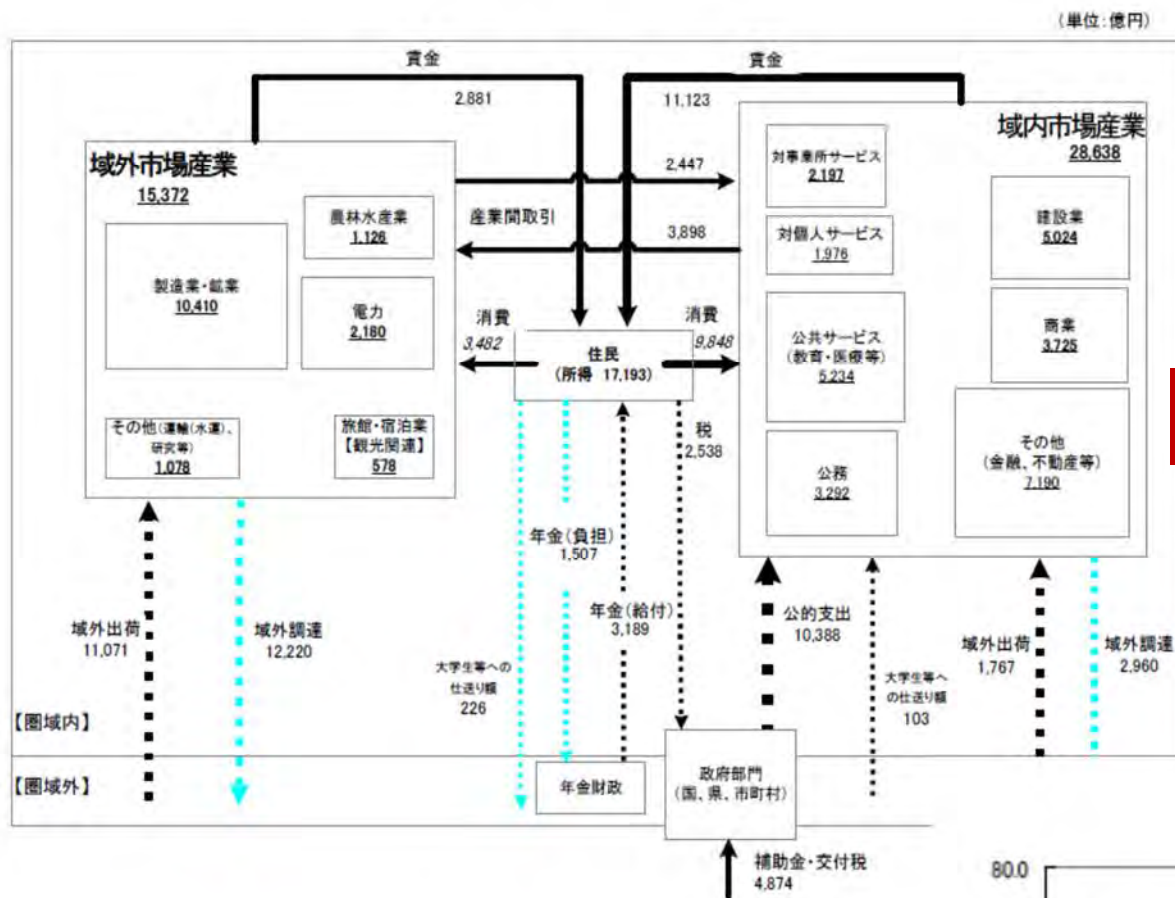 (単位:億円)
賃金
2,881
賃金
11,123
域外市場産業
15,372
農林水産業
1,126
製造業・鉱業
10,410
電力
2,180
その他(運輸(水運)、
研究等)
1,078
旅館・宿泊業
【観光関連】
578
2,447
産業間取引
3,898
消費
3,482
住民
(所得 17,193)
消費
9,848
域内市場産業
28,638
対事業所サービス
2,197
対個人サービス
1,976
建設業
5,024
商業
3,725
公共サービス
(教育・医療等)
5,234
公務
3,292
その他
(金融、不動産等)
7,190
税
2,538
年金(負担)
1,507
年金(給付)
3,189
域外出荷
11,071
域外調達
12,220
大学生等への
仕送り額
226
公的支出
10,388
大学生等へ
の仕送り額
103
域外出荷
1,767
域外調達
2,960
【圏域内】
【圏域外】
年金財政
政府部門
(国、県、市町村)
補助金・交付税
4,874
80.0